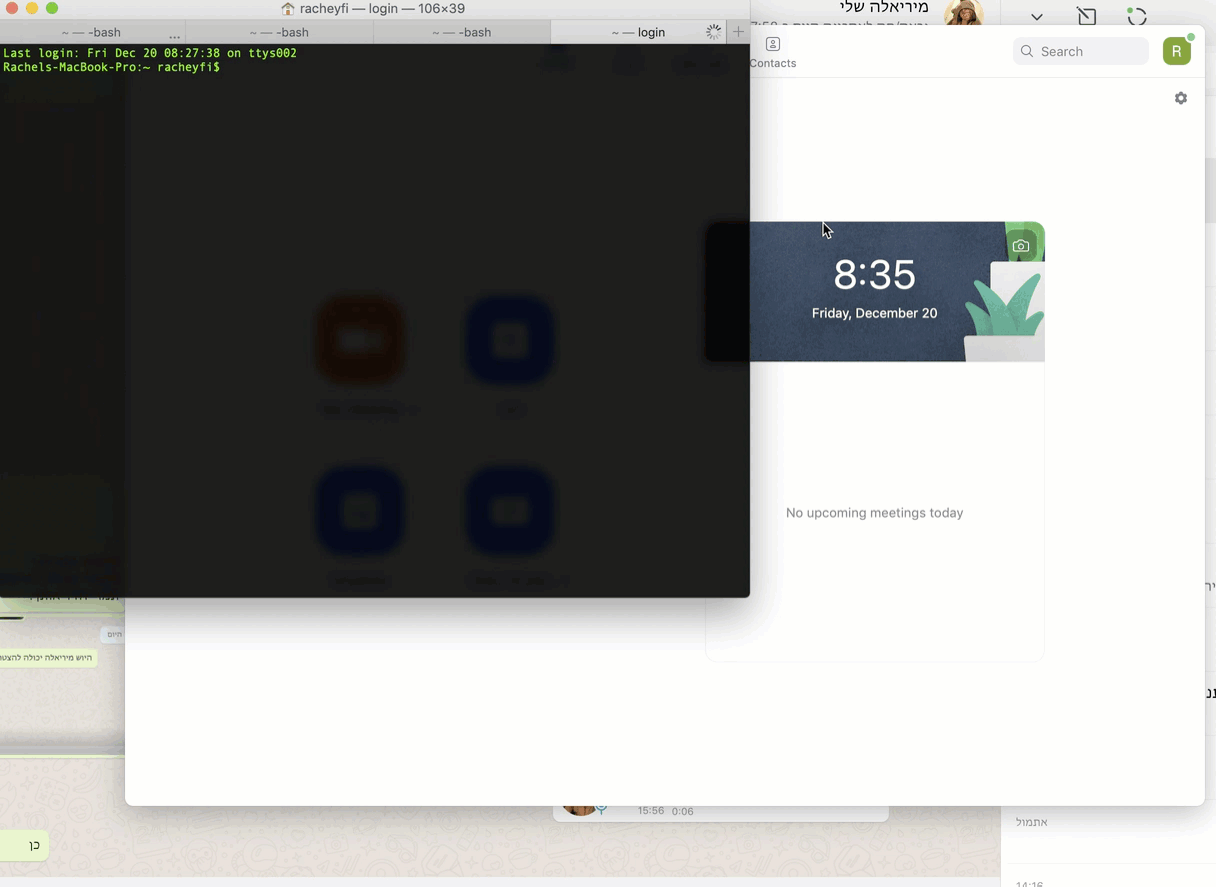 racheyfi — login — 106×39
~ — -bash
...
~ — -bash
~ — -bash
~ — login
+
Last login: Fri Dec 20 08:27:38 on ttys002
Rachels-MacBook-Pro:~ racheyfi$
מיריאלה שלי
Contacts
Search
R
8:35
Friday, December 20
No upcoming meetings today
היום
היוש מיריאלה יכולה להצטר
15:56 0:06
כן
אתמול
14:16